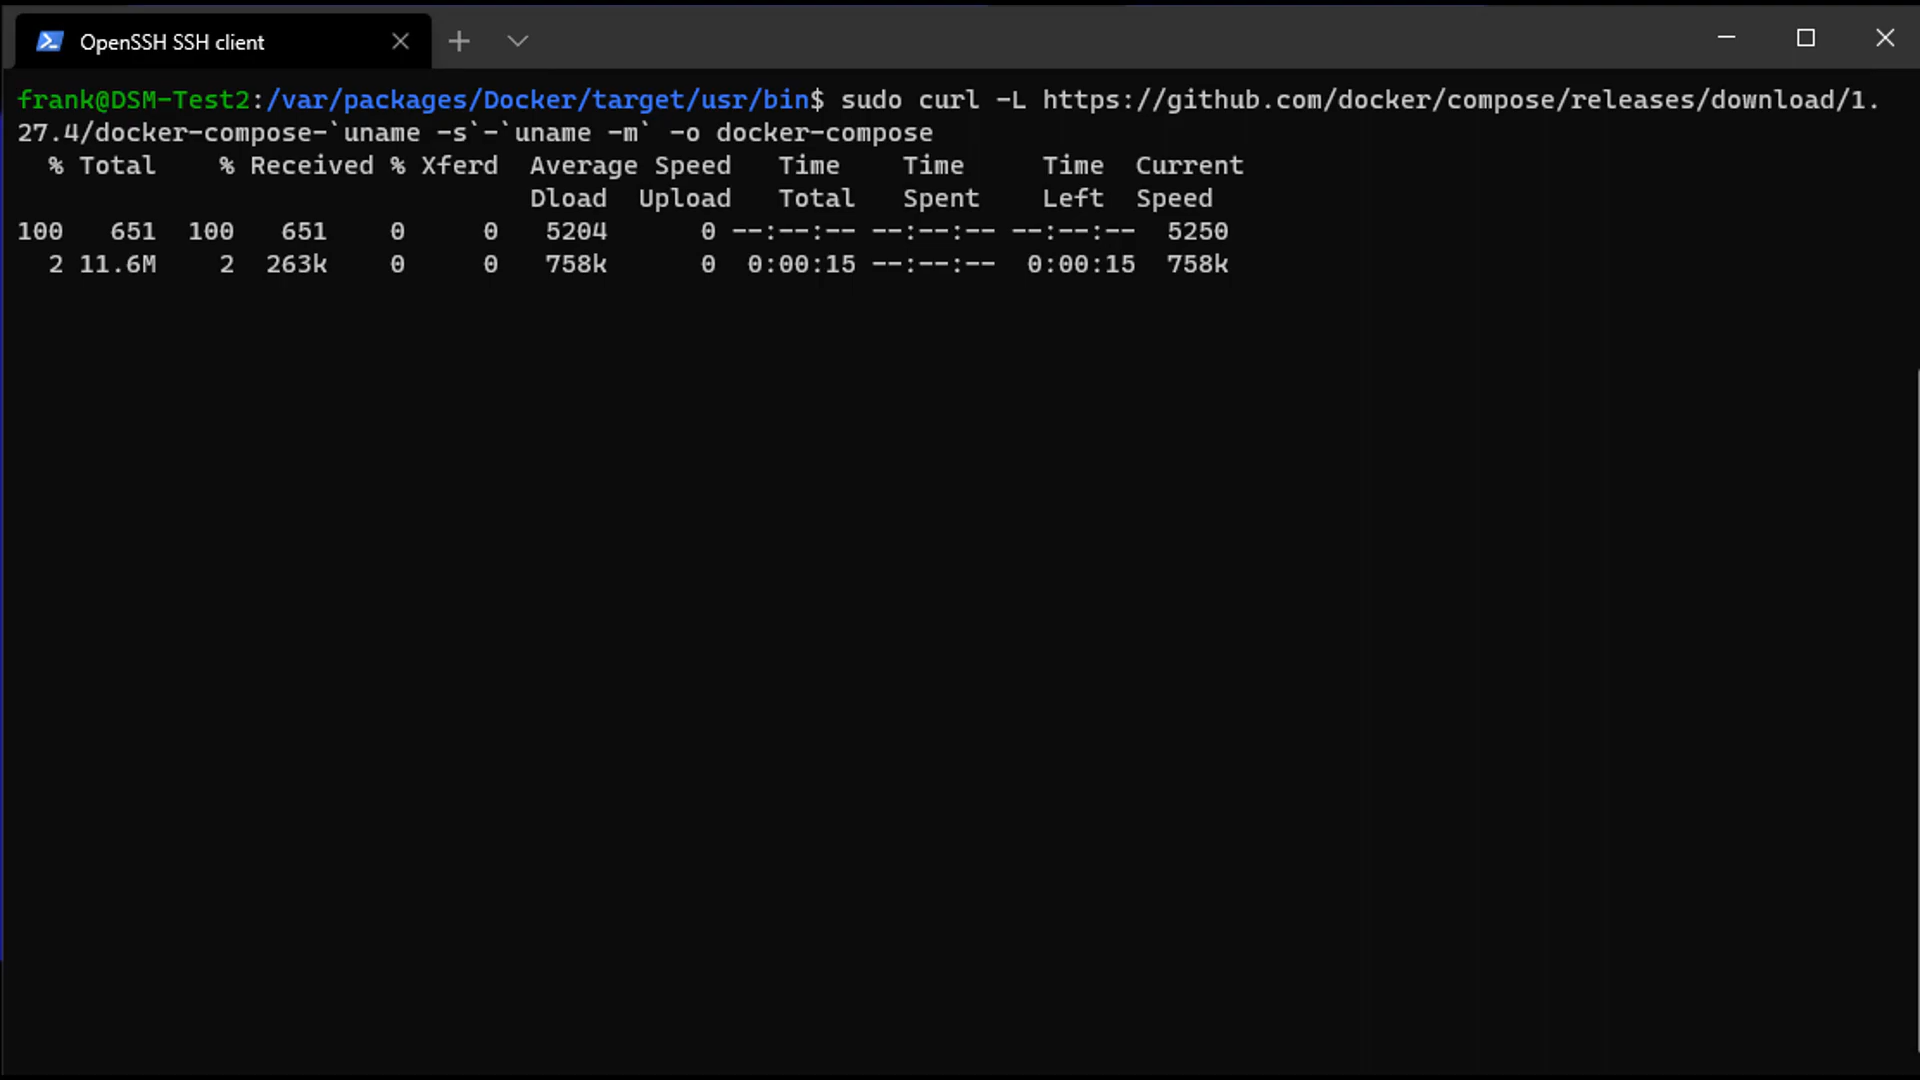 OpenSSH SSH client
frank@DSM-Test2:/var/packages/Docker/target/usr/bin$ sudo curl -L https://github.com/docker/compose/releases/download/1.
27.4/docker-compose-`uname -s`-`uname -m` -o docker-compose
  % Total    % Received % Xferd  Average Speed   Time    Time     Time  Current
                                 Dload  Upload   Total   Spent    Left  Speed
100   651  100   651    0     0   5204      0 --:--:-- --:--:-- --:--:--  5250
  2 11.6M    2  263k    0     0   758k      0  0:00:15 --:--:--  0:00:15  758k